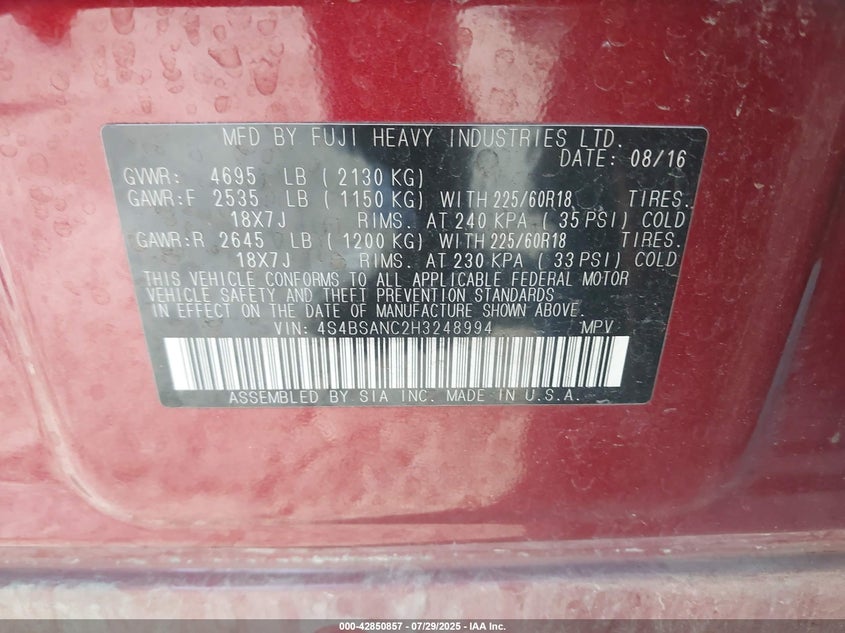 MFD BY FUJI HEAVY INDUSTRIES LTD.
DATE: 08/16
GVWR: 4695 LB ( 2130 KG)
GAWR:F 2535 LB ( 1150 KG) WITH 225/60R18 TIRES.
18X7J RIMS. AT 240 KPA ( 35 PSI) COLD
GAWR:R 2645 LB ( 1200 KG) WITH 225/60R18 TIRES.
18X7J RIMS. AT 230 KPA ( 33 PSI) COLD
THIS VEHICLE CONFORMS TO ALL APPLICABLE FEDERAL MOTOR
VEHICLE SAFETY AND THEFT PREVENTION STANDARDS
IN EFFECT ON THE DATE OF MANUFACTURE SHOWN ABOVE.
VIN: 4S4BSANC2H3248994 MPV
ASSEMBLED BY SIA INC. MADE IN U.S.A.
000-42850857 - 07/29/2025 - IAA Inc.